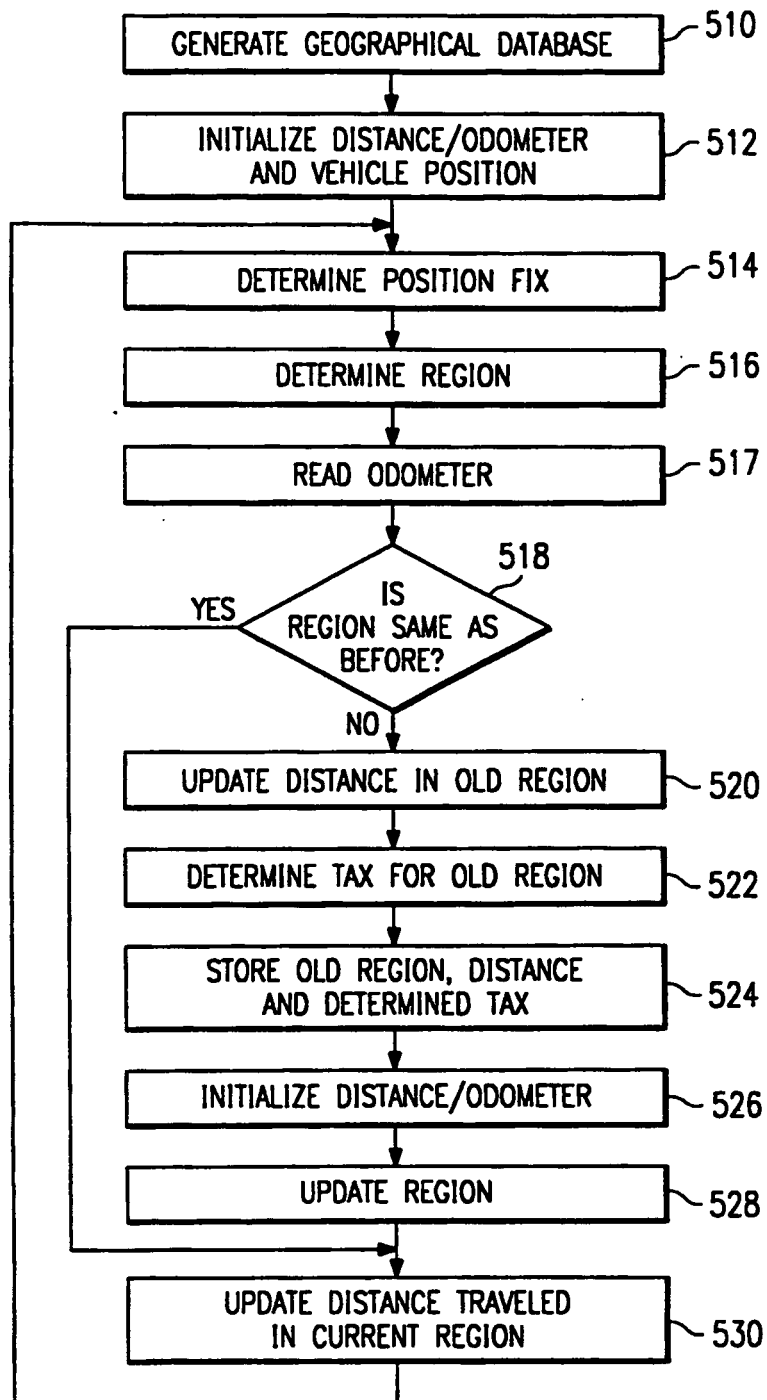 GENERATE GEOGRAPHICAL DATABASE
510
INITIALIZE DISTANCE/ODOMETER
AND VEHICLE POSITION
512
DETERMINE POSITION FIX
514
DETERMINE REGION
516
READ ODOMETER
517
518
IS
REGION SAME AS
BEFORE?
YES
NO
UPDATE DISTANCE IN OLD REGION
520
DETERMINE TAX FOR OLD REGION
522
STORE OLD REGION, DISTANCE
AND DETERMINED TAX
524
INITIALIZE DISTANCE/ODOMETER
526
UPDATE REGION
528
UPDATE DISTANCE TRAVELED
IN CURRENT REGION
530